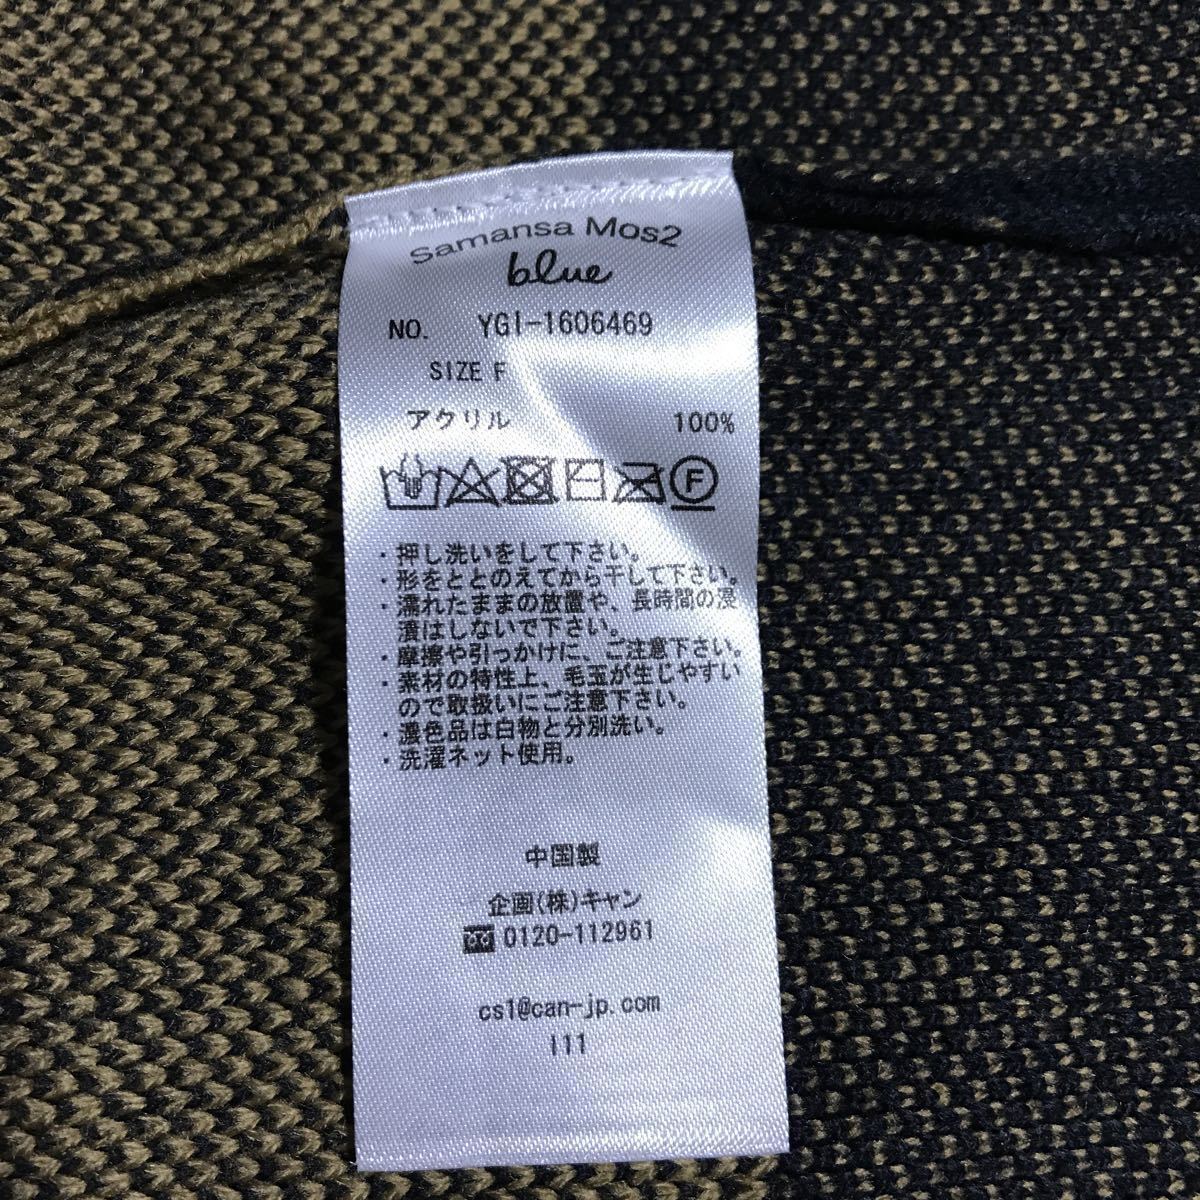 Samansa Mos2
blue
NO. YGI-1606469
SIZE F
アクリル 100%
F
・押し洗いをして下さい。
・形をととのえてから干して下さい。
・濡れたままの放置や、長時間の浸
漬はしないで下さい。
・摩擦や引っかけに、ご注意下さい。
・素材の特性上、毛玉が生じやすい
ので取扱いにご注意下さい。
・濃色品は白物と分別洗い。
・洗濯ネット使用。
中国製
企画(株)キャン
0120-112961
cs1@can-jp.com
I11